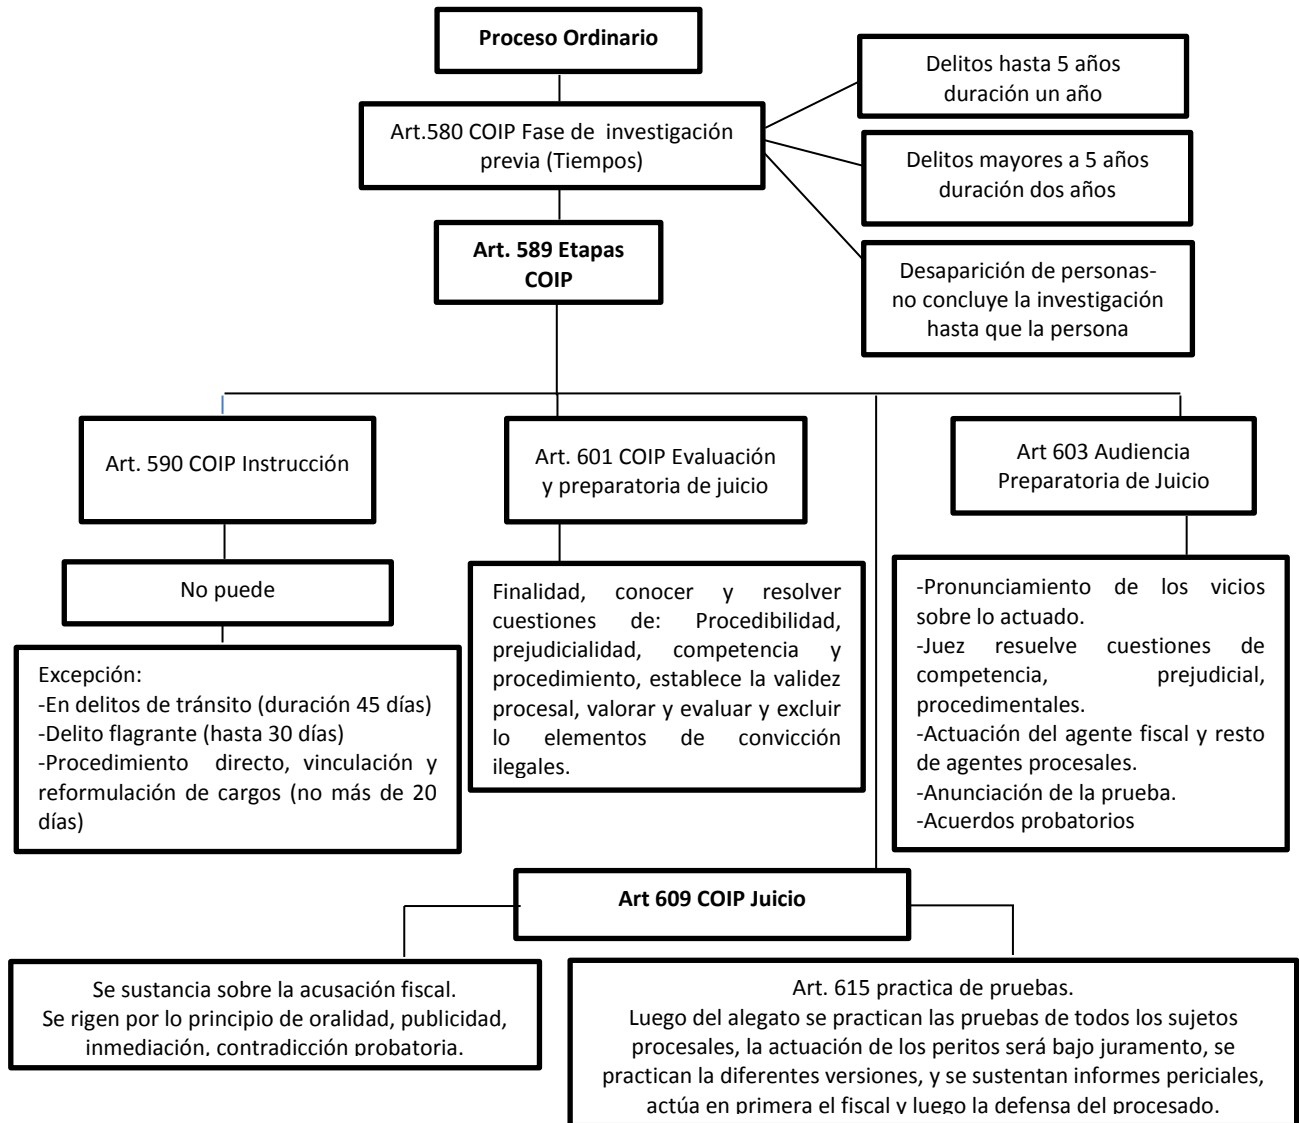 Proceso Ordinario
Art.580 COIP Fase de investigación
previa (Tiempos)
Delitos hasta 5 años
duración un año
Delitos mayores a 5 años
duración dos años
Desaparición de personas-
no concluye la investigación
hasta que la persona
Art. 589 Etapas
COIP
Art. 590 COIP Instrucción
No puede
Excepción:
-En delitos de tránsito (duración 45 días)
-Delito flagrante (hasta 30 días)
-Procedimiento directo, vinculación y
reformulación de cargos (no más de 20
días)
Art. 601 COIP Evaluación
y preparatoria de juicio
Finalidad, conocer y resolver
cuestiones de: Procedibilidad,
prejudicialidad, competencia y
procedimiento, establece la validez
procesal, valorar y evaluar y excluir
lo elementos de convicción
ilegales.
Art 603 Audiencia
Preparatoria de Juicio
-Pronunciamiento de los vicios
sobre lo actuado.
-Juez resuelve cuestiones de
competencia, prejudicial,
procedimentales.
-Actuación del agente fiscal y resto
de agentes procesales.
-Anunciación de la prueba.
-Acuerdos probatorios
Art 609 COIP Juicio
Se sustancia sobre la acusación fiscal.
Se rigen por lo principio de oralidad, publicidad,
inmediación, contradicción probatoria.
Art. 615 practica de pruebas.
Luego del alegato se practican las pruebas de todos los sujetos
procesales, la actuación de los peritos será bajo juramento, se
practican la diferentes versiones, y se sustentan informes periciales,
actúa en primera el fiscal y luego la defensa del procesado.